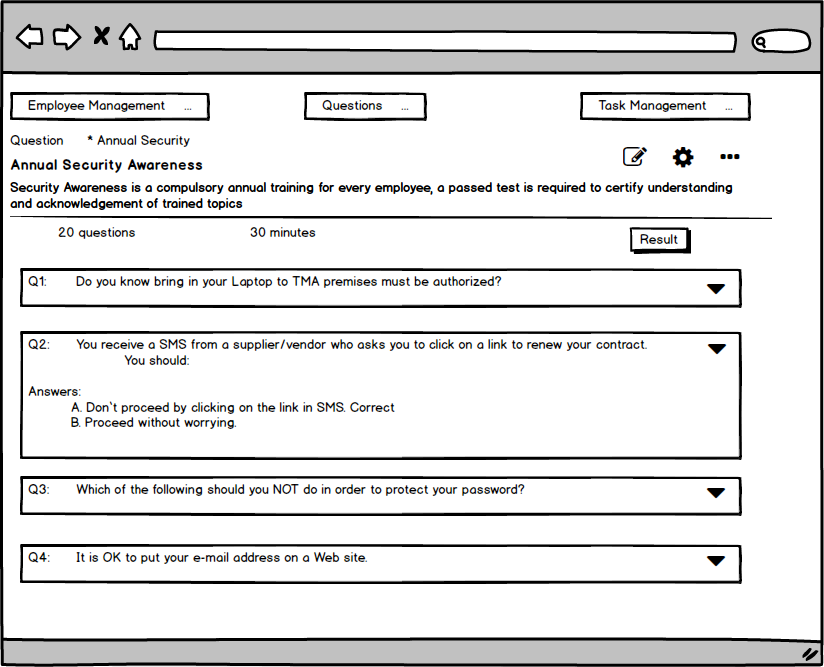 Employee Management ...
Questions ...
Task Management ...
Question * Annual Security
Annual Security Awareness
Security Awareness is a compulsory annual training for every employee, a passed test is required to certify understanding
and acknowledgement of trained topics
20 questions 30 minutes Result
Q1: Do you know bring in your Laptop to TMA premises must be authorized?
Q2: You receive a SMS from a supplier/vendor who asks you to click on a link to renew your contract.
You should:
Answers:
A. Don't proceed by clicking on the link in SMS. Correct
B. Proceed without worrying.
Q3: Which of the following should you NOT do in order to protect your password?
Q4: It is OK to put your e-mail address on a Web site.